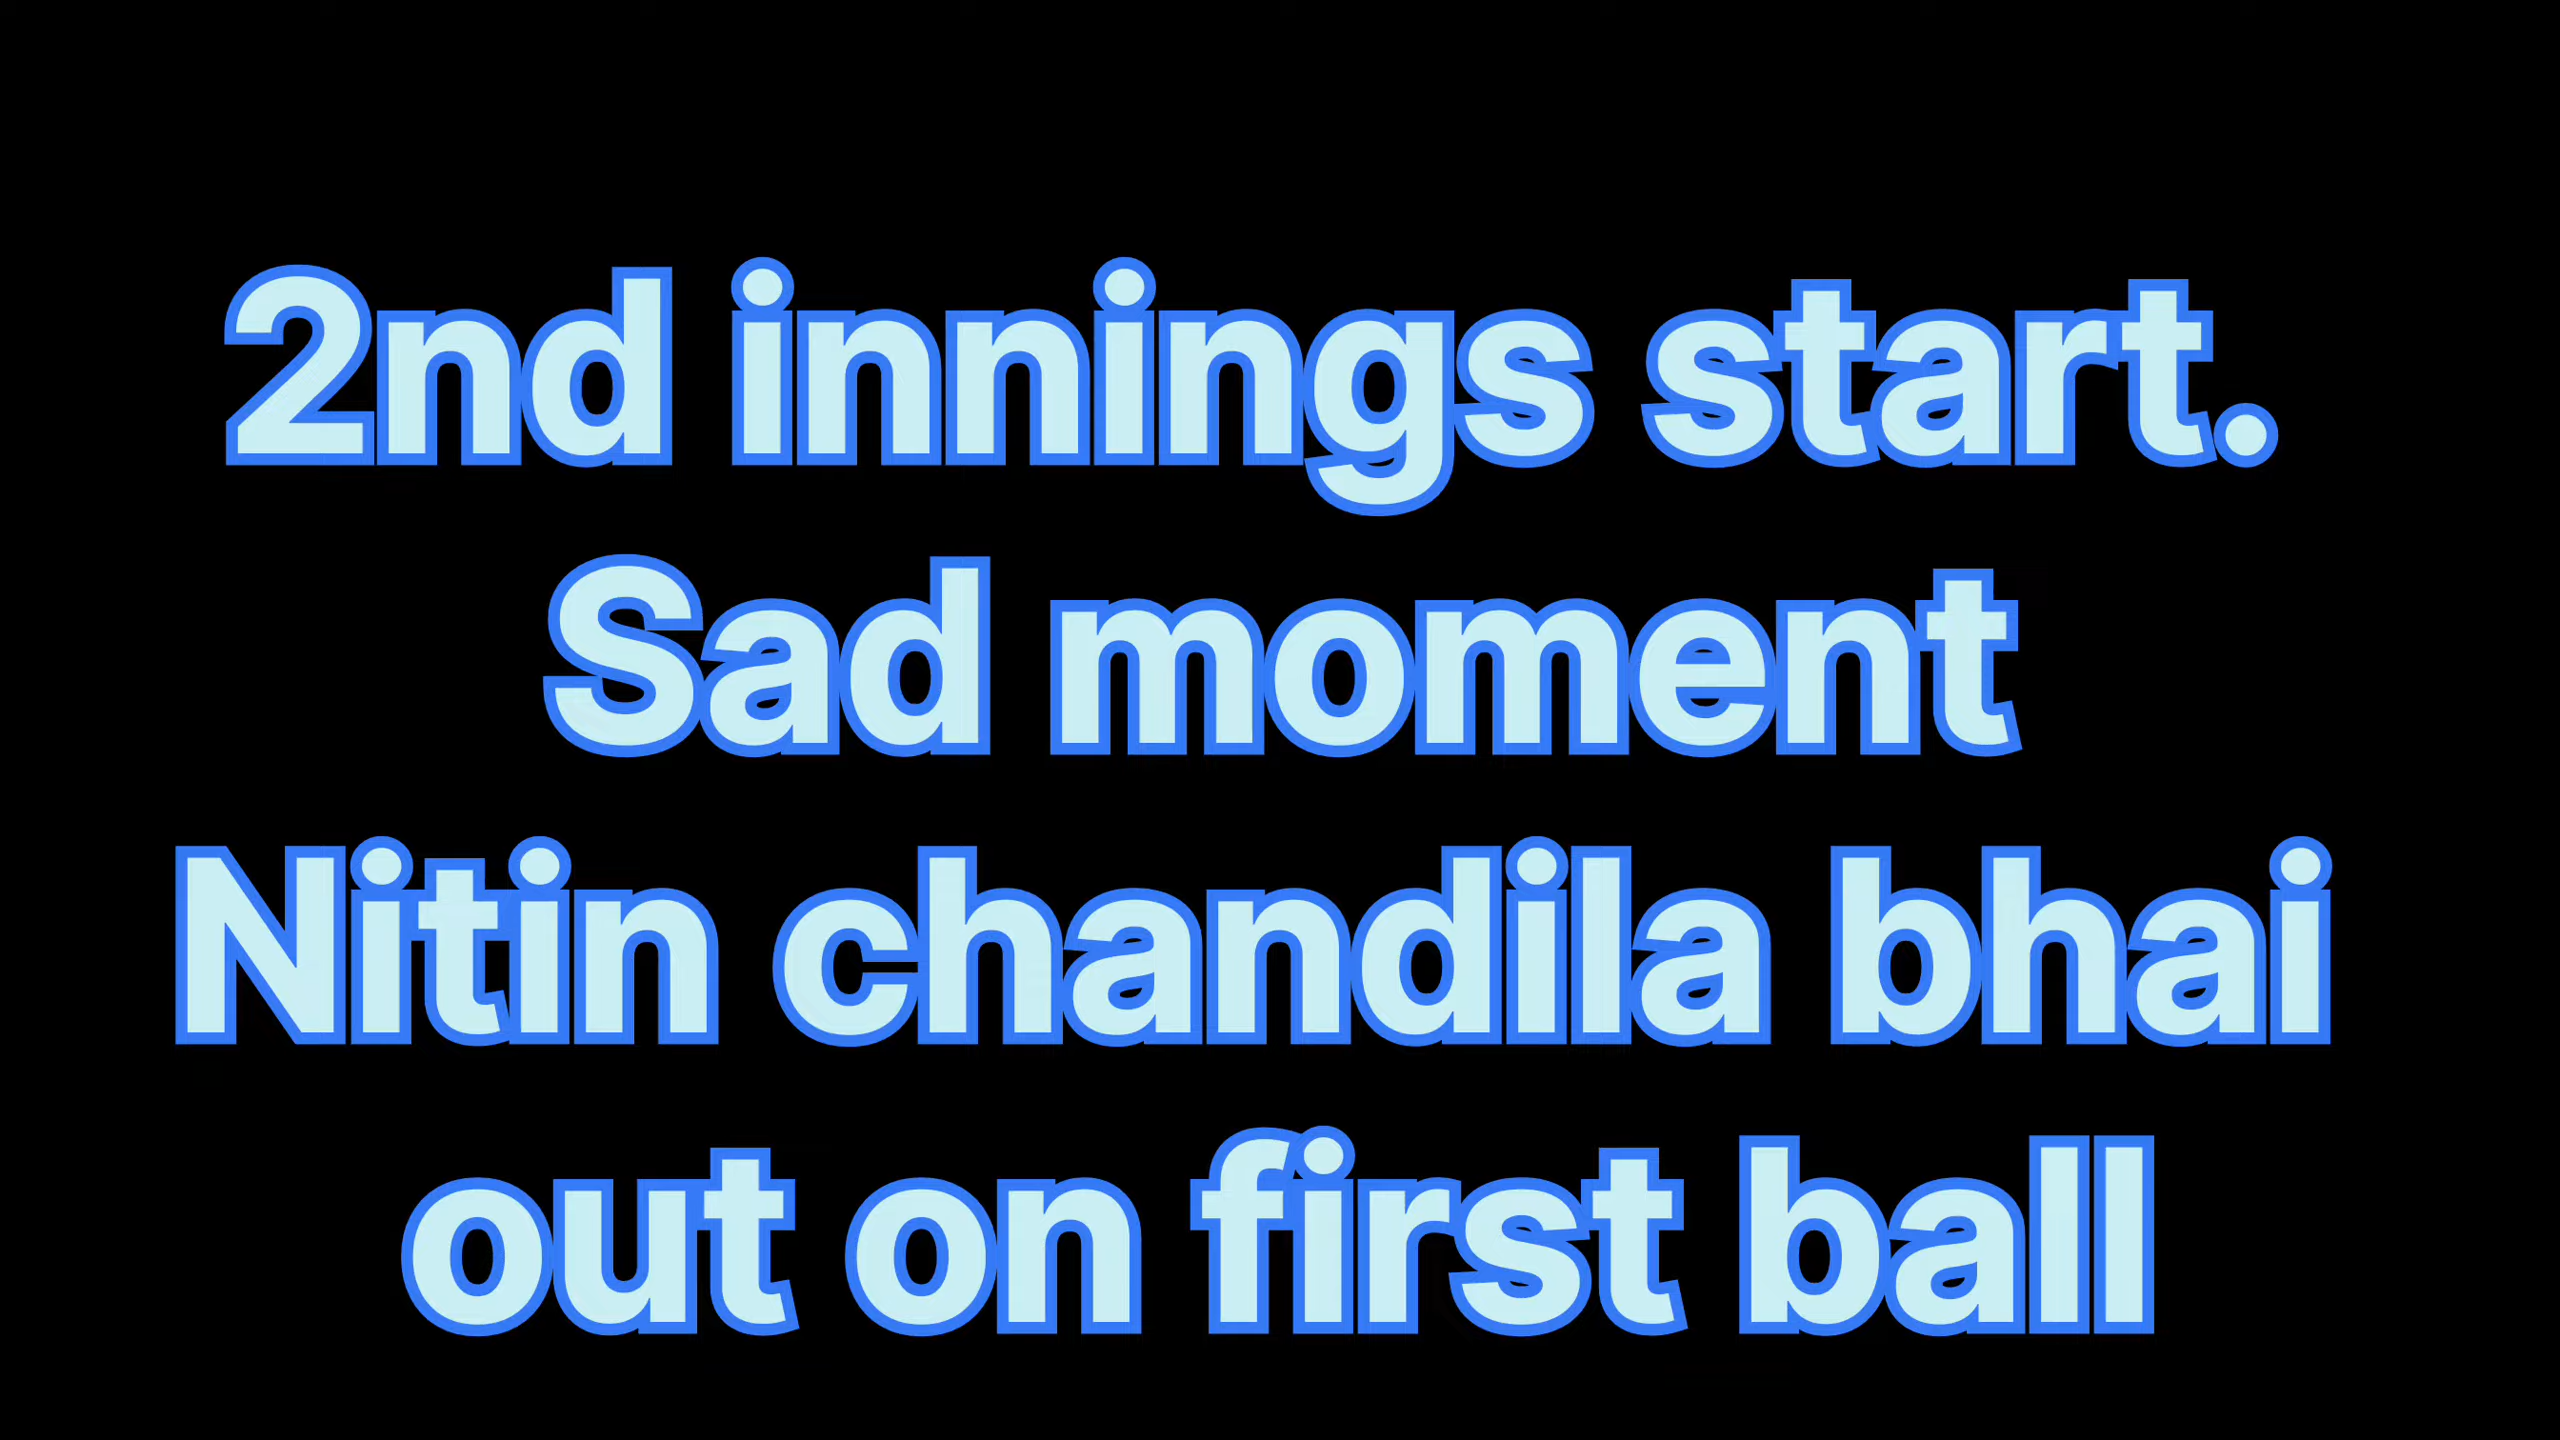 2nd innings start.
Sad moment
Nitin chandila bhai
out on first ball